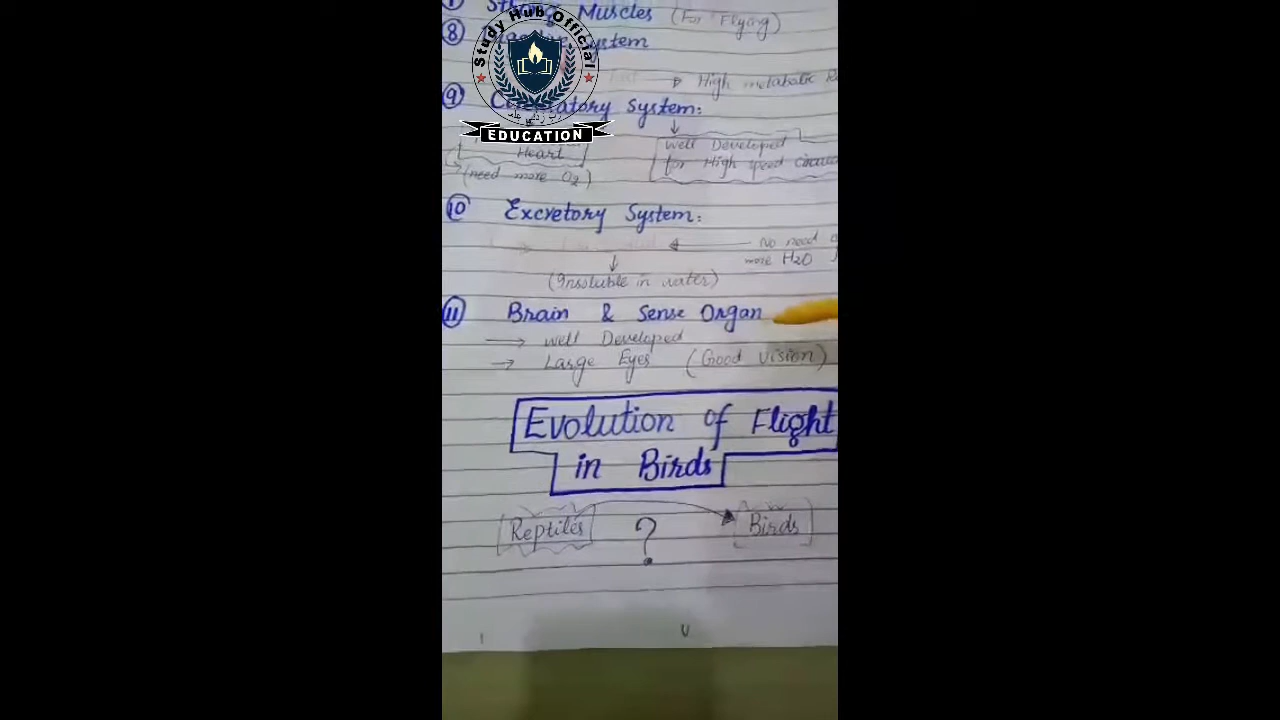 Muscles (For Flying)
8 System
High metabolic
9 Circulatory System:
Well Developed
Heart
for High speed
(need more O2)
10 Excretory System:
No need
more H2O
(Insoluble in water)
11 Brain & Sense Organ
→ well Developed
→ Large Eyes (Good Vision)
Evolution of Flight
in Birds
Reptiles ? Birds
Study Hub Official
EDUCATION